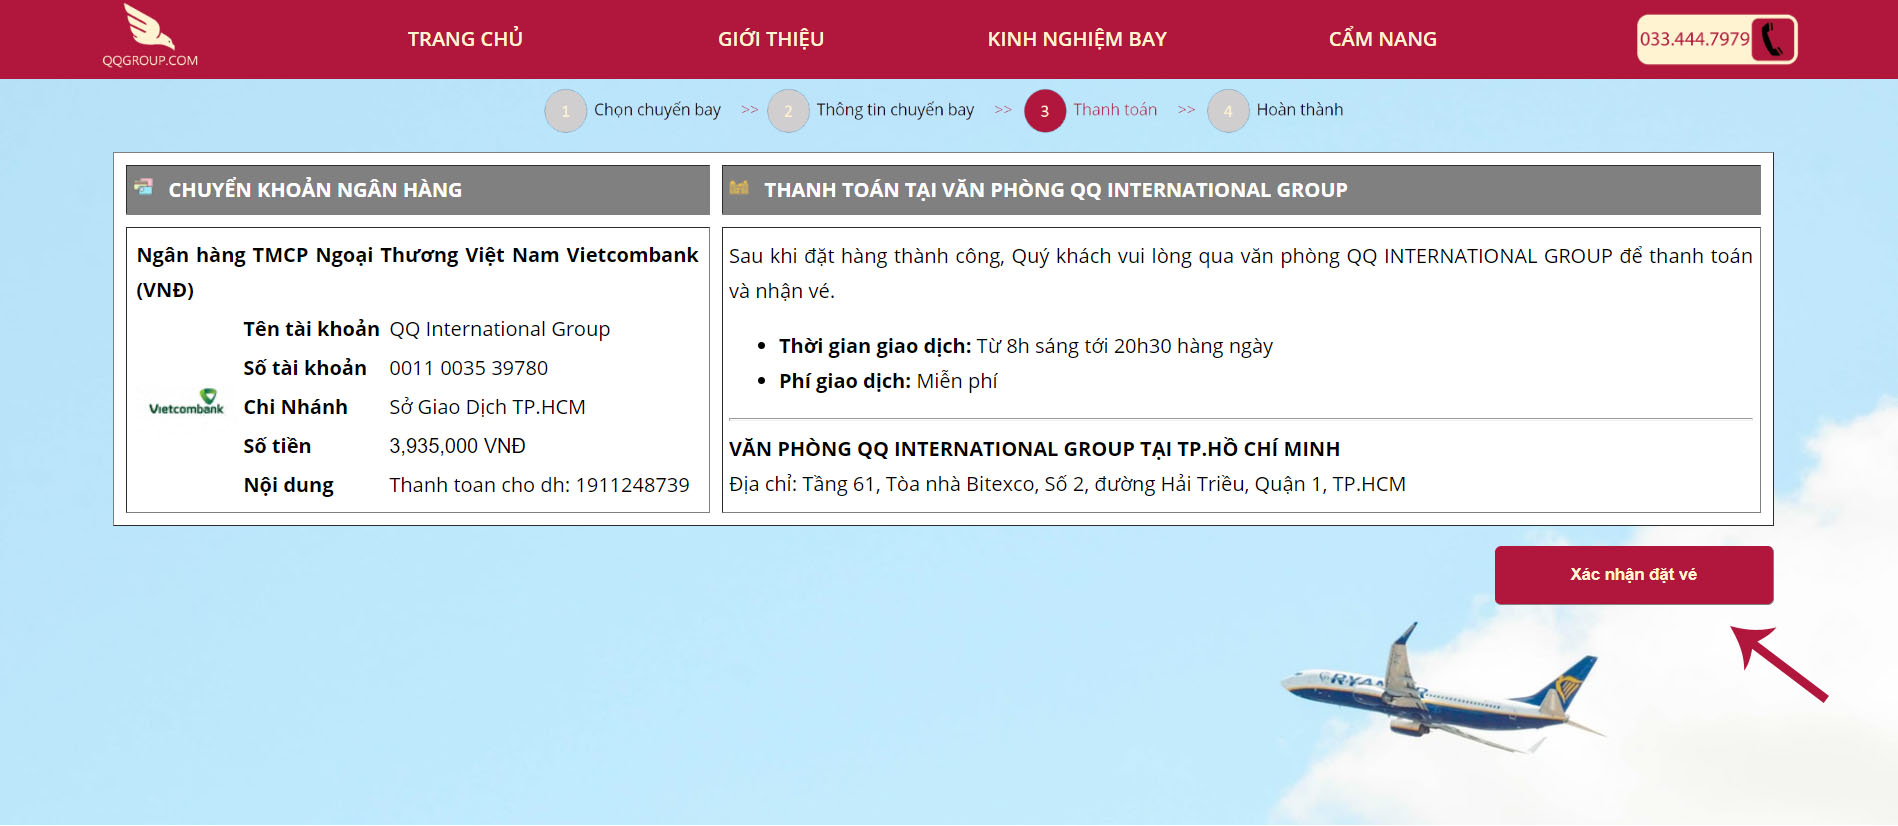 QQGROUP.COM
TRANG CHỦ
GIỚI THIỆU
KINH NGHIỆM BAY
CẨM NANG
033.444.7979
1 Chọn chuyến bay >> 2 Thông tin chuyến bay >> 3 Thanh toán >> 4 Hoàn thành
CHUYỂN KHOẢN NGÂN HÀNG
Ngân hàng TMCP Ngoại Thương Việt Nam Vietcombank
(VNĐ)
Vietcombank
Tên tài khoản QQ International Group
Số tài khoản 0011 0035 39780
Chi Nhánh Sở Giao Dịch TP.HCM
Số tiền 3,935,000 VNĐ
Nội dung Thanh toan cho dh: 1911248739
THANH TOÁN TẠI VĂN PHÒNG QQ INTERNATIONAL GROUP
Sau khi đặt hàng thành công, Quý khách vui lòng qua văn phòng QQ INTERNATIONAL GROUP để thanh toán
và nhận vé.
• Thời gian giao dịch: Từ 8h sáng tới 20h30 hàng ngày
• Phí giao dịch: Miễn phí
VĂN PHÒNG QQ INTERNATIONAL GROUP TẠI TP.HỒ CHÍ MINH
Địa chỉ: Tầng 61, Tòa nhà Bitexco, Số 2, đường Hải Triều, Quận 1, TP.HCM
Xác nhận đặt vé